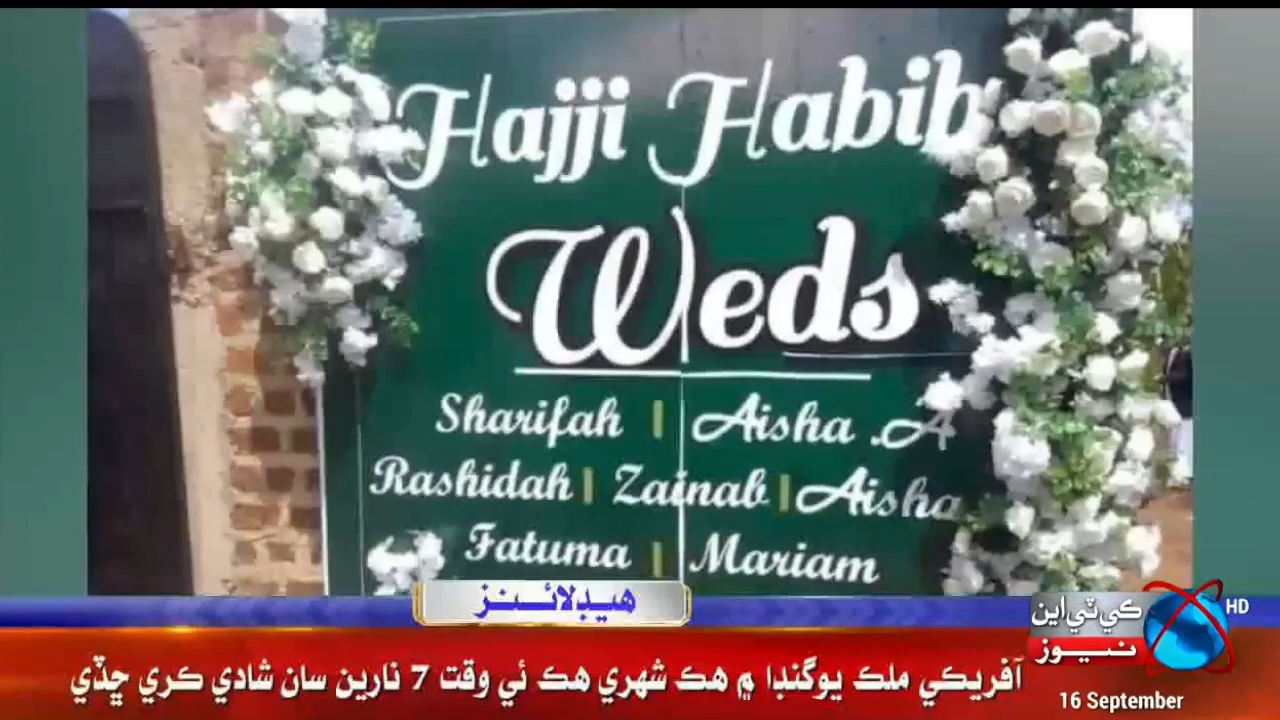 Hajji Habib
Weds
Sharifah | Aisha .A
Rashidah | Zainab | Aisha
Fatuma | Mariam
هيڊلائينز
ڪي ٽي اين
نيوز
HD
آفريڪي ملڪ يوگنڊا ۾ هڪ شهري هڪ ئي وقت 7 نارين سان شادي ڪري ڇڏي
16 September